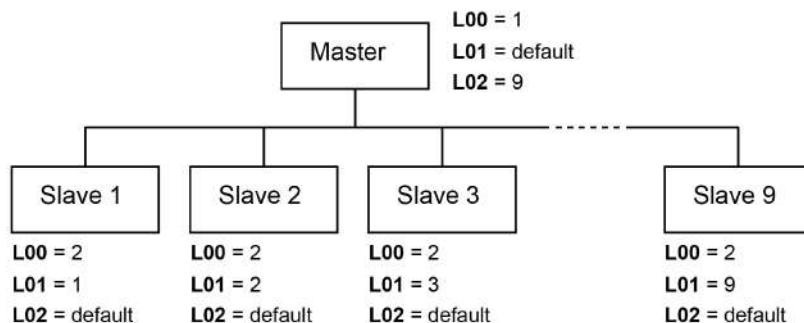 Master
L00 = 1
L01 = default
L02 = 9
Slave 1
L00 = 2
L01 = 1
L02 = default
Slave 2
L00 = 2
L01 = 2
L02 = default
Slave 3
L00 = 2
L01 = 3
L02 = default
Slave 9
L00 = 2
L01 = 9
L02 = default